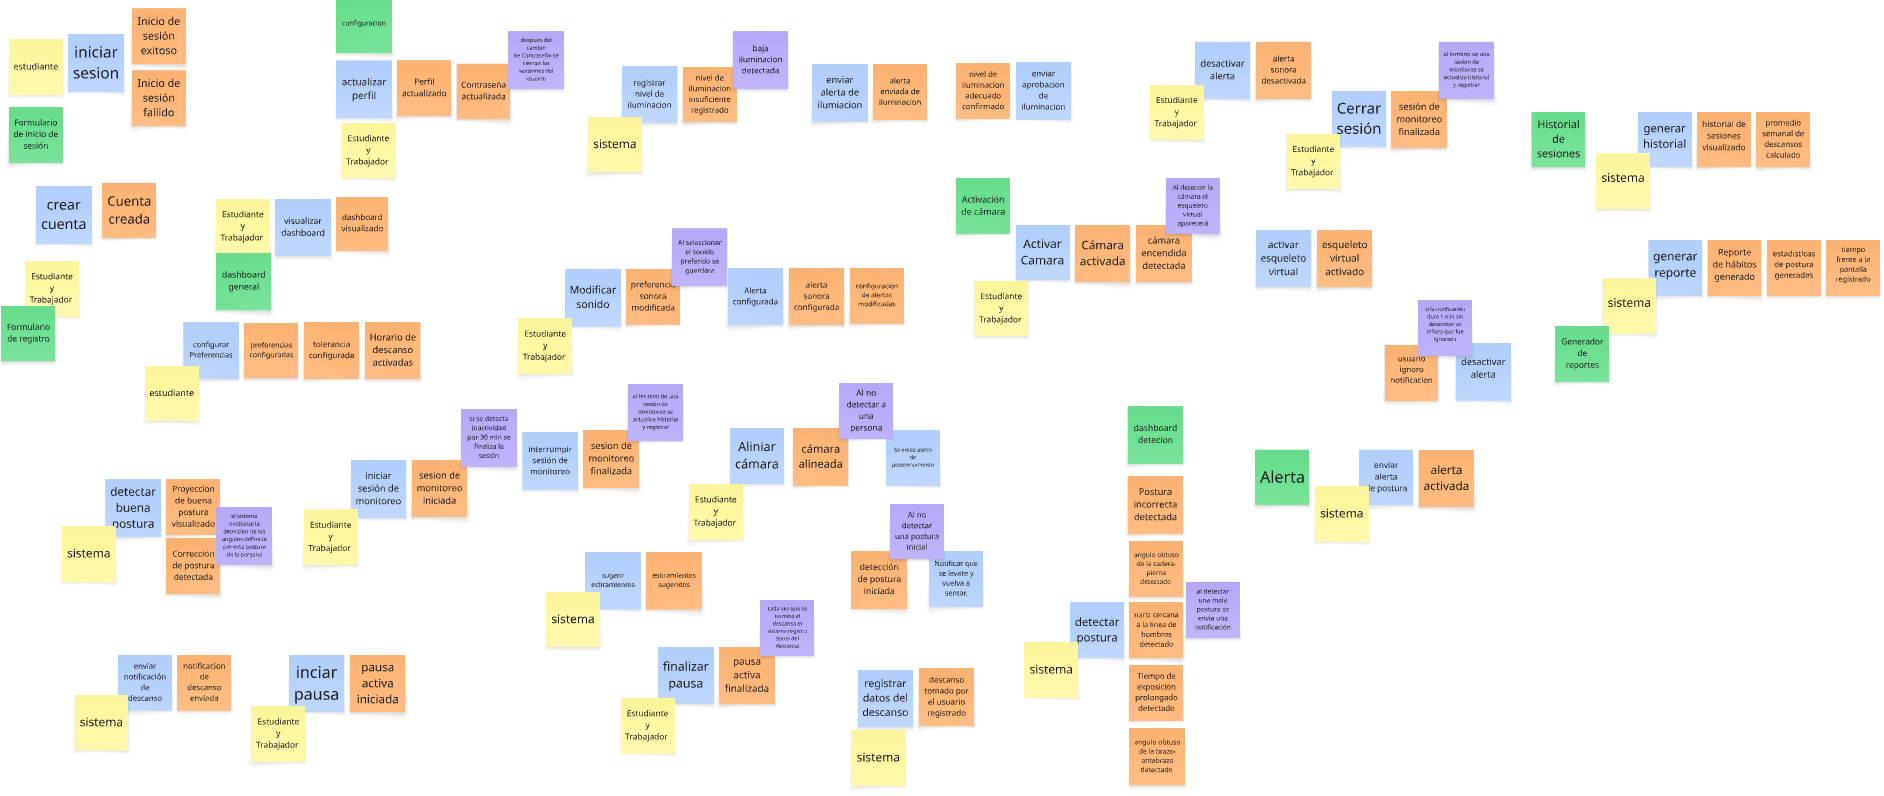 estudiante
iniciar
sesion
Inicio de
sesión
exitoso
Inicio de
sesión
fallido
Formulario
de inicio de
sesión
configuracion
actualizar
perfil
Perfil
actualizado
Contraseña
actualizada
despues del
cambio
de Contraseña se
cierran las
sesiones del
usuario
Estudiante
y
Trabajador
registrar
nivel de
iluminacion
nivel de
iluminacion
insuficiente
registrado
baja
iluminacion
detectada
sistema
enviar
alerta de
ilumiacion
alerta
enviada de
iluminacion
nivel de
iluminacion
adecuado
confirmado
enviar
aprobacion
de
iluminacion
desactivar
alerta
alerta
sonora
desactivada
Estudiante
y
Trabajador
Cerrar
sesión
sesión de
monitoreo
finalizada
al termino de una
sesión de
monitoreo se
actualiza historial
y registrar
Estudiante
y
Trabajador
Historial
de
sesiones
generar
historial
historial de
sesiones
visualizado
promedio
semanal de
descansos
calculado
sistema
crear
cuenta
Cuenta
creada
Estudiante
y
Trabajador
Formulario
de registro
Estudiante
y
Trabajador
visualizar
dashboard
dashboard
visualizado
dashboard
general
Al seleccionar
el sonido
preferido se
guardara
Modificar
sonido
preferencia
sonora
modificada
Alerta
configurada
alerta
sonora
configurada
configuracion
de alertas
modificadas
Estudiante
y
Trabajador
Activación
de cámara
Activar
Camara
Cámara
activada
cámara
encendida
detectada
Al detectar la
cámara el
esqueleto
virtual
aparecerá
Estudiante
y
Trabajador
activar
esqueleto
virtual
esqueleto
virtual
activado
generar
reporte
Reporte
de hábitos
generado
estadisticas
de postura
generadas
tiempo
frente a la
pantalla
registrado
sistema
Generador
de
reportes
configurar
Preferencias
preferencias
configuradas
tolerancia
configurada
Horario de
descanso
activadas
estudiante
si la notificacion
dura 1 min sin
desactivar se
infiere que fue
ignorada
usuario
ignoro
notificacion
desactivar
alerta
detectar
buena
postura
Proyeccion
de buena
postura
visualizado
Corrección
de postura
detectada
el sistema
mediante la
deteccion de los
angulos define la
correcta postura
de la persona
sistema
iniciar
sesión de
monitoreo
sesion de
monitoreo
iniciada
si se detecta
inactividad
por 30 min se
finaliza la
sesión
Estudiante
y
Trabajador
interrumpir
sesión de
monitoreo
sesion de
monitoreo
finalizada
al termino de una
sesión de
monitoreo se
actualiza historial
y registrar
Aliniar
cámara
cámara
alineada
Al no
detectar a
una
persona
Se emite alerta
de
posicionamiento
Estudiante
y
Trabajador
Al no
detectar
una postura
inicial
detección
de postura
iniciada
Notificar que
se levate y
vuelva a
sentar.
dashboard
detecion
Postura
incorrecta
detectada
angulo obtuso
de la cadera-
pierna
detectado
detectar
postura
nariz cercana
a la linea de
hombros
detectado
al detectar
una mala
postura se
envia una
notificación
sistema
Tiempo de
exposición
prolongado
detectado
angulo obtuso
de la brazo-
antebrazo
detectado
Alerta
enviar
alerta
de postura
alerta
activada
sistema
sugerir
estiramientos
estiramientos
sugeridos
sistema
enviar
notificación
de
descanso
notificacion
de
descanso
enviada
sistema
inciar
pausa
pausa
activa
iniciada
Estudiante
y
Trabajador
finalizar
pausa
pausa
activa
finalizada
cada vez que se
termina el
descanso el
sistema registra
datos del
descanso
Estudiante
y
Trabajador
registrar
datos del
descanso
descanso
tomado por
el usuario
registrado
sistema